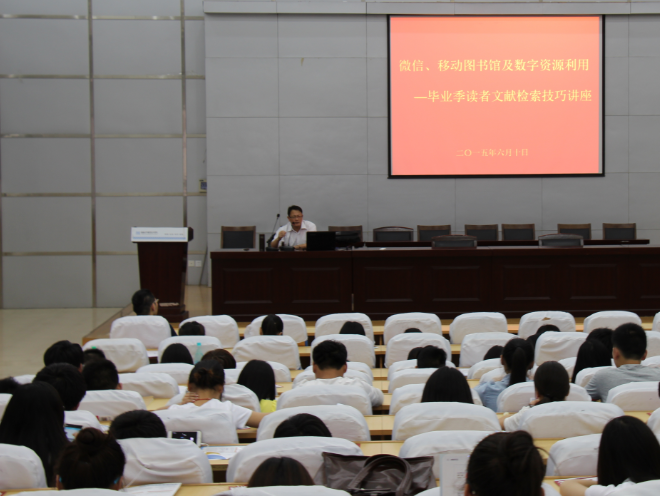 微信、移动图书馆及数字资源利用
—毕业季读者文献检索技巧讲座
二〇一五年六月十日